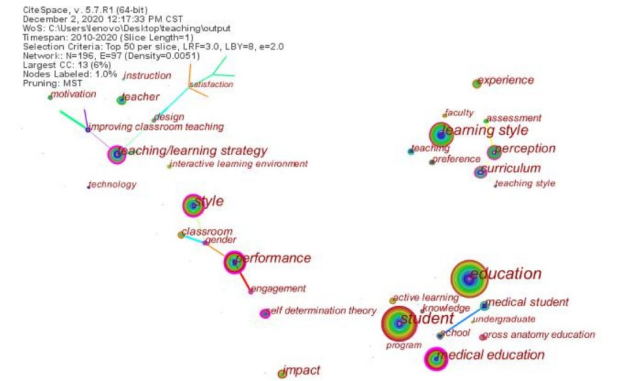 CiteSpace, v. 5.7.R1 (64-bit)
December 2, 2020 12:17:33 PM CST
WoS: C:\Users\lenovo\Desktop\teaching\output
Timespan: 2010-2020 (Slice Length=1)
Selection Criteria: Top 50 per slice, LRF=3.0, LBY=8, e=2.0
Network: N=196, E=97 (Density=0.0051)
Largest CC: 13 (6%)
Nodes Labeled: 1.0%
Pruning: MST
instruction
satisfaction
motivation
teacher
design
improving classroom teaching
teaching/learning strategy
interactive learning environment
technology
experience
faculty
assessment
learning style
teaching
perception
preference
curriculum
teaching style
style
classroom
gender
performance
engagement
self determination theory
impact
education
active learning
medical student
knowledge
student
undergraduate
school
gross anatomy education
program
medical education